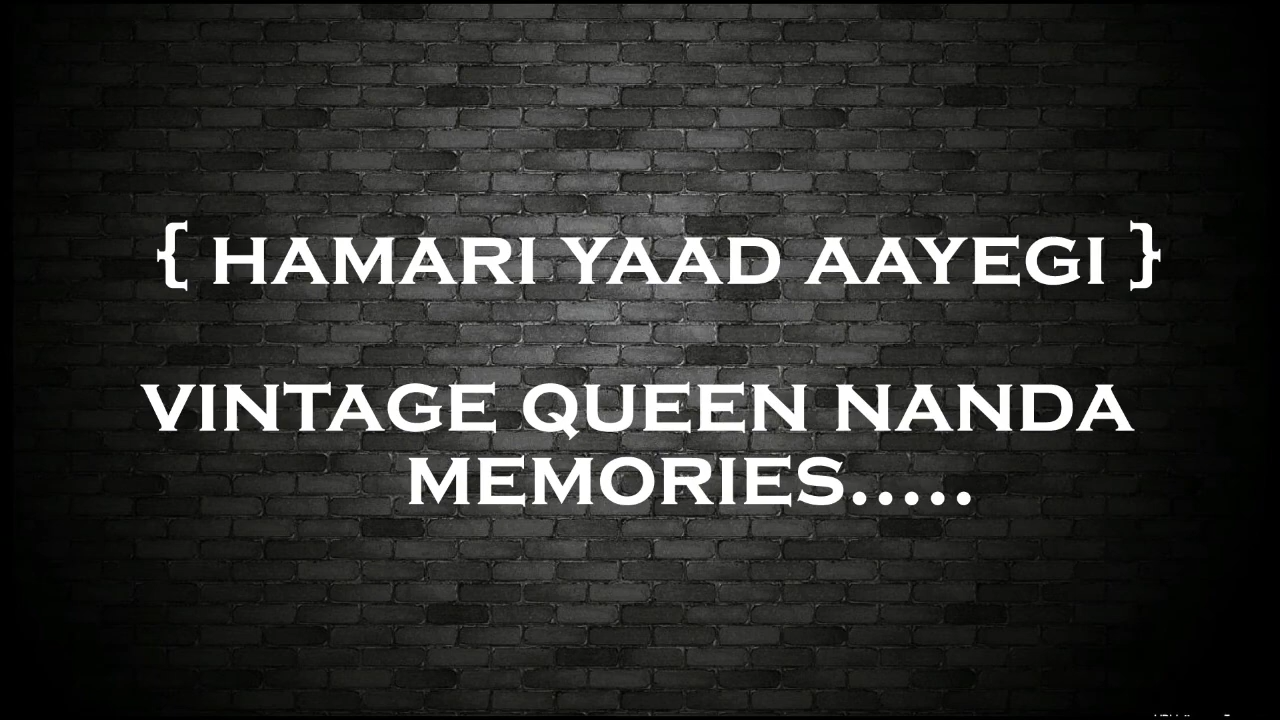 { HAMARI YAAD AAYEGI }
VINTAGE QUEEN NANDA
MEMORIES.....